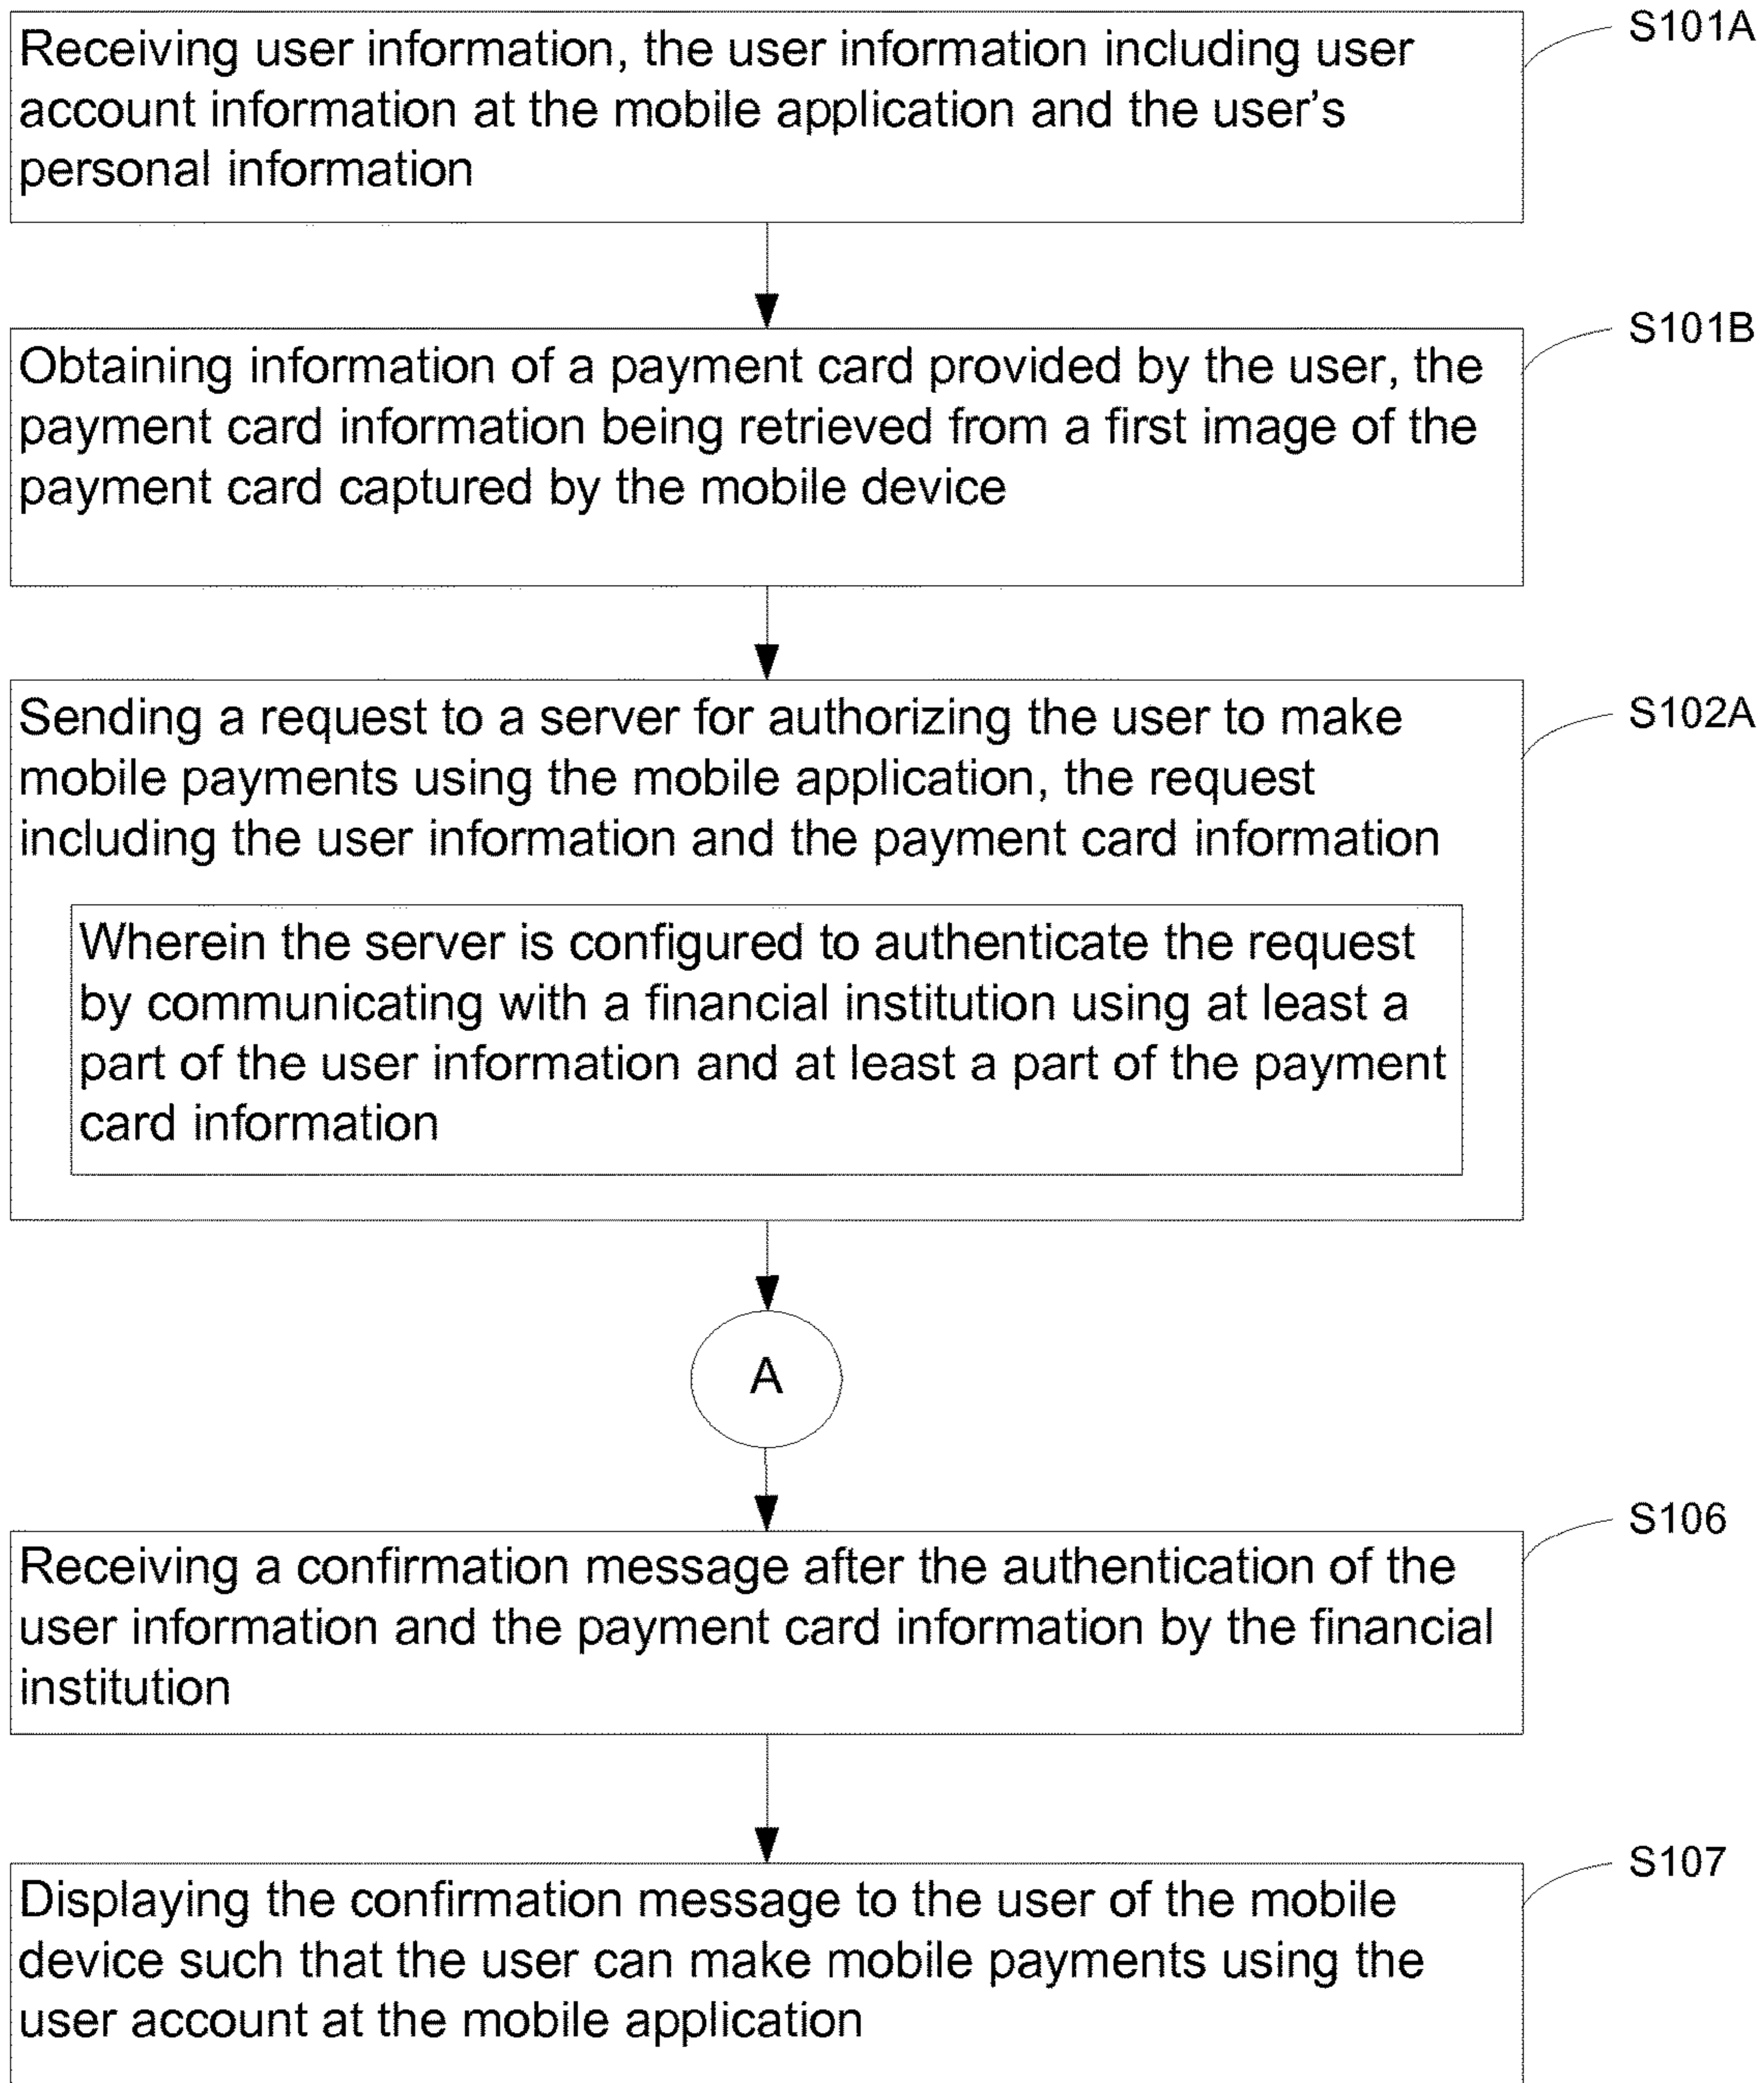 Receiving user information, the user information including user
account information at the mobile application and the user's
personal information
S101A
Obtaining information of a payment card provided by the user, the
payment card information being retrieved from a first image of the
payment card captured by the mobile device
S101B
Sending a request to a server for authorizing the user to make
mobile payments using the mobile application, the request
including the user information and the payment card information
S102A
Wherein the server is configured to authenticate the request
by communicating with a financial institution using at least a
part of the user information and at least a part of the payment
card information
A
Receiving a confirmation message after the authentication of the
user information and the payment card information by the financial
institution
S106
Displaying the confirmation message to the user of the mobile
device such that the user can make mobile payments using the
user account at the mobile application
S107